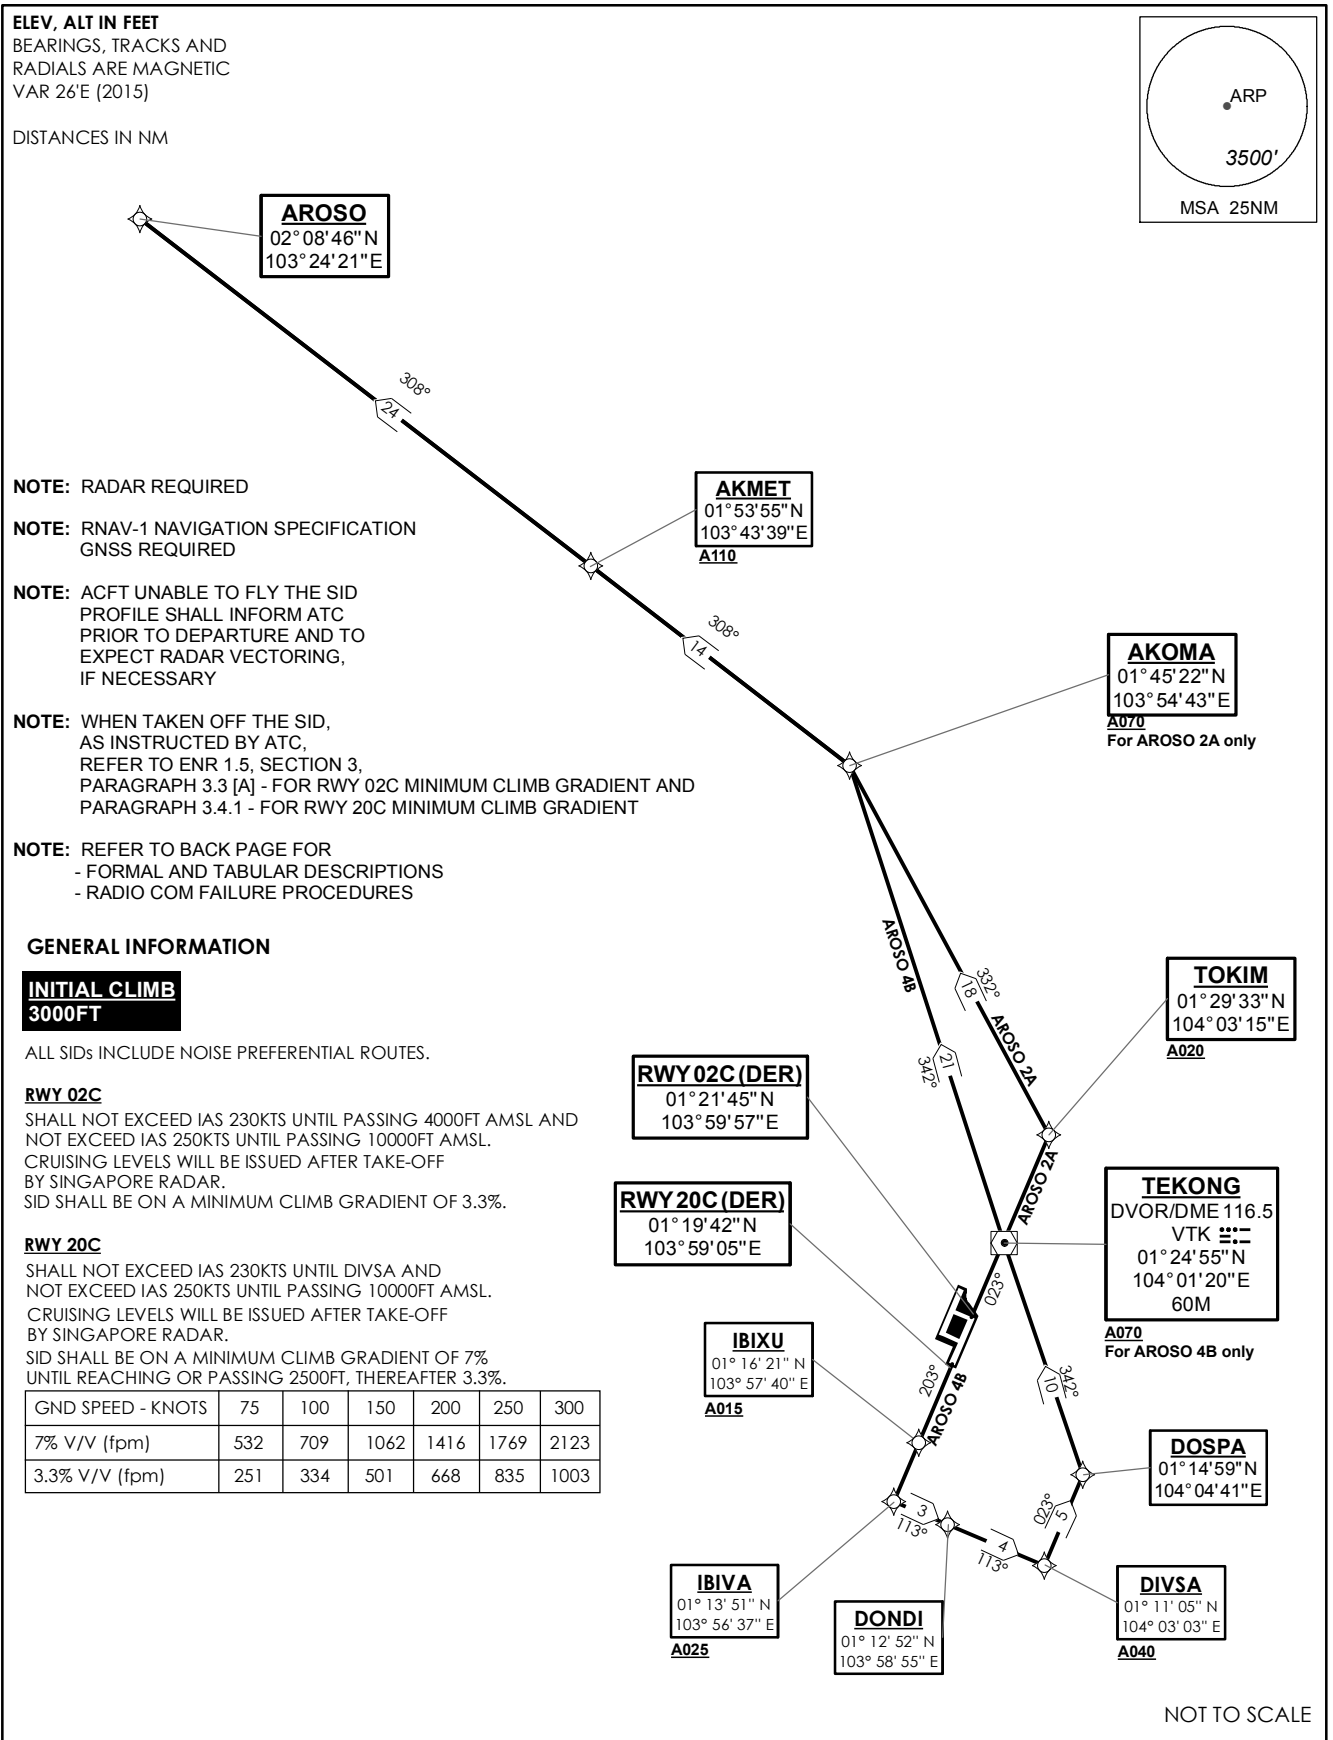 ELEV, ALT IN FEET
BEARINGS, TRACKS AND
RADIALS ARE MAGNETIC
VAR 26'E (2015)
DISTANCES IN NM
ARP
3500'
MSA 25NM
AROSO
02°08'46"N
103°24'21"E
308°
24
NOTE: RADAR REQUIRED
NOTE: RNAV-1 NAVIGATION SPECIFICATION
GNSS REQUIRED
NOTE: ACFT UNABLE TO FLY THE SID
PROFILE SHALL INFORM ATC
PRIOR TO DEPARTURE AND TO
EXPECT RADAR VECTORING,
IF NECESSARY
NOTE: WHEN TAKEN OFF THE SID,
AS INSTRUCTED BY ATC,
REFER TO ENR 1.5, SECTION 3,
PARAGRAPH 3.3 [A] - FOR RWY 02C MINIMUM CLIMB GRADIENT AND
PARAGRAPH 3.4.1 - FOR RWY 20C MINIMUM CLIMB GRADIENT
NOTE: REFER TO BACK PAGE FOR
- FORMAL AND TABULAR DESCRIPTIONS
- RADIO COM FAILURE PROCEDURES
AKMET
01°53'55"N
103°43'39"E
A110
308°
14
AKOMA
01°45'22"N
103°54'43"E
A070
For AROSO 2A only
GENERAL INFORMATION
INITIAL CLIMB
3000FT
ALL SIDs INCLUDE NOISE PREFERENTIAL ROUTES.
RWY 02C
SHALL NOT EXCEED IAS 230KTS UNTIL PASSING 4000FT AMSL AND
NOT EXCEED IAS 250KTS UNTIL PASSING 10000FT AMSL.
CRUISING LEVELS WILL BE ISSUED AFTER TAKE-OFF
BY SINGAPORE RADAR.
SID SHALL BE ON A MINIMUM CLIMB GRADIENT OF 3.3%.
RWY 20C
SHALL NOT EXCEED IAS 230KTS UNTIL DIVSA AND
NOT EXCEED IAS 250KTS UNTIL PASSING 10000FT AMSL.
CRUISING LEVELS WILL BE ISSUED AFTER TAKE-OFF
BY SINGAPORE RADAR.
SID SHALL BE ON A MINIMUM CLIMB GRADIENT OF 7%
UNTIL REACHING OR PASSING 2500FT, THEREAFTER 3.3%.
GND SPEED - KNOTS 75 100 150 200 250 300
7% V/V (fpm) 532 709 1062 1416 1769 2123
3.3% V/V (fpm) 251 334 501 668 835 1003
AROSO 4B
332°
18
AROSO 2A
21
342°
TOKIM
01°29'33"N
104°03'15"E
A020
RWY 02C (DER)
01°21'45"N
103°59'57"E
RWY 20C (DER)
01°19'42"N
103°59'05"E
AROSO 2A
TEKONG
DVOR/DME 116.5
VTK
01°24'55"N
104°01'20"E
60M
A070
For AROSO 4B only
023°
IBIXU
01° 16' 21" N
103° 57' 40" E
A015
203°
AROSO 4B
342°
10
DOSPA
01°14'59"N
104°04'41"E
023°
5
3
113°
4
113°
IBIVA
01° 13' 51" N
103° 56' 37" E
A025
DONDI
01° 12' 52" N
103° 58' 55" E
DIVSA
01° 11' 05" N
104° 03' 03" E
A040
NOT TO SCALE